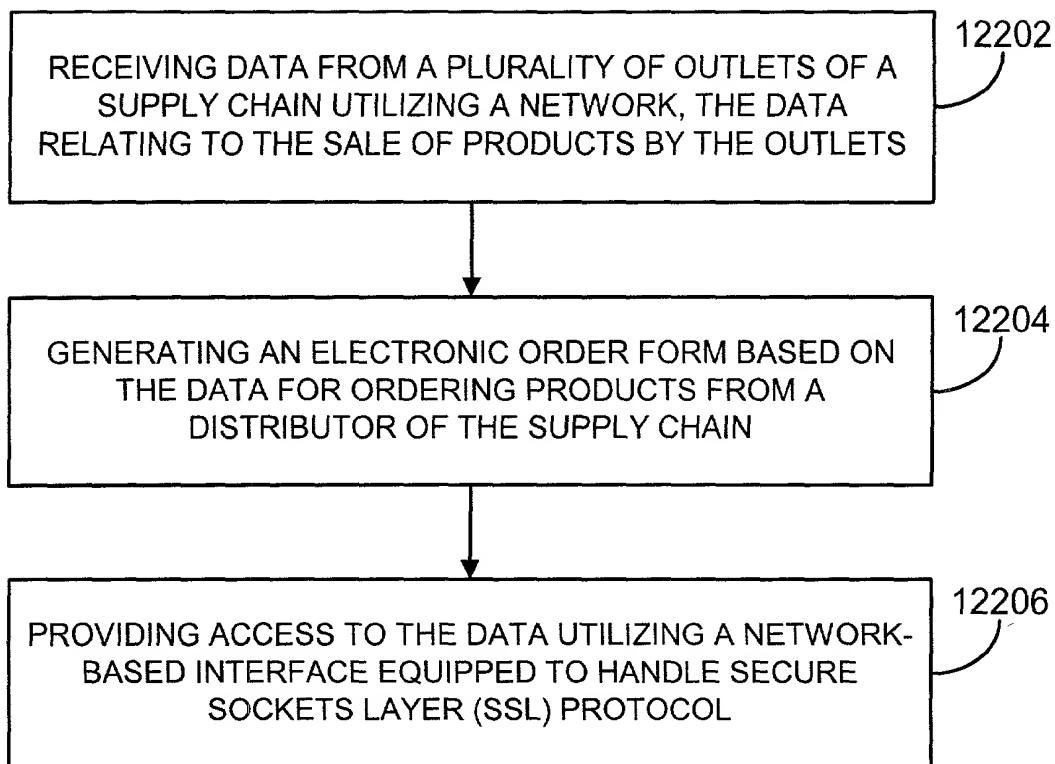 12202
RECEIVING DATA FROM A PLURALITY OF OUTLETS OF A
SUPPLY CHAIN UTILIZING A NETWORK, THE DATA
RELATING TO THE SALE OF PRODUCTS BY THE OUTLETS
12204
GENERATING AN ELECTRONIC ORDER FORM BASED ON
THE DATA FOR ORDERING PRODUCTS FROM A
DISTRIBUTOR OF THE SUPPLY CHAIN
12206
PROVIDING ACCESS TO THE DATA UTILIZING A NETWORK-
BASED INTERFACE EQUIPPED TO HANDLE SECURE
SOCKETS LAYER (SSL) PROTOCOL